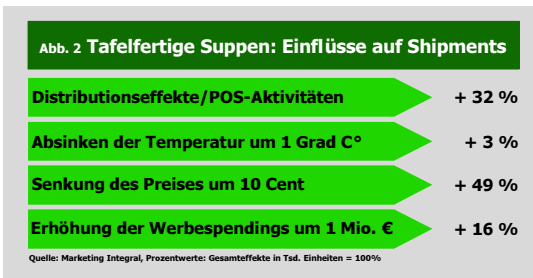 Abb. 2 Tafelfertige Suppen: Einflüsse auf Shipments
Distributionseffekte/POS-Aktivitäten + 32 %
Absinken der Temperatur um 1 Grad C° + 3 %
Senkung des Preises um 10 Cent + 49 %
Erhöhung der Werbespendings um 1 Mio. € + 16 %
Quelle: Marketing Integral, Prozentwerte: Gesamteffekte in Tsd. Einheiten = 100%